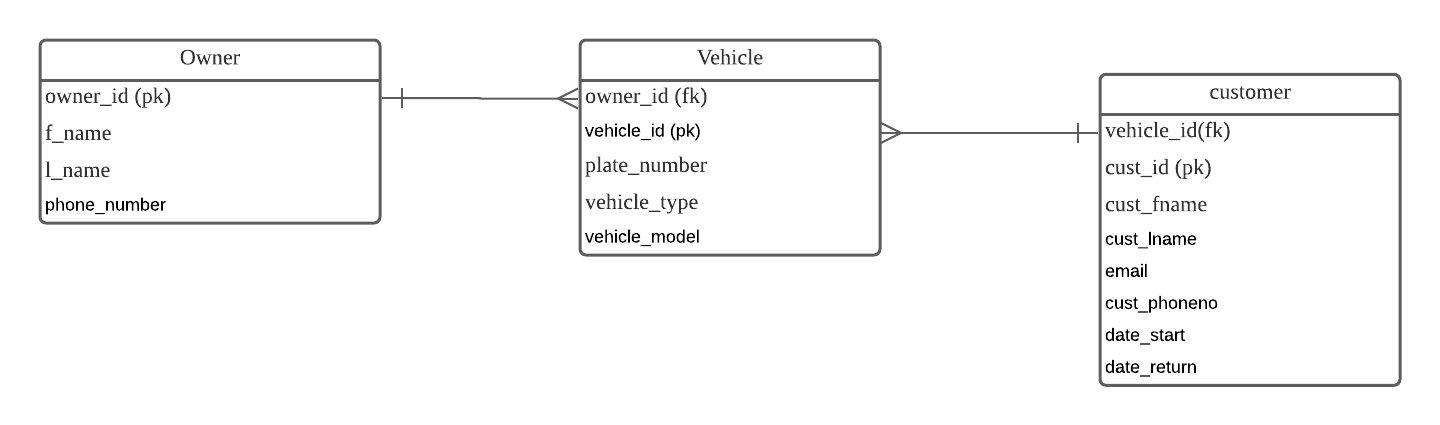 Owner
owner_id (pk)
f_name
l_name
phone_number
Vehicle
owner_id (fk)
vehicle_id (pk)
plate_number
vehicle_type
vehicle_model
customer
vehicle_id(fk)
cust_id (pk)
cust_fname
cust_lname
email
cust_phoneno
date_start
date_return